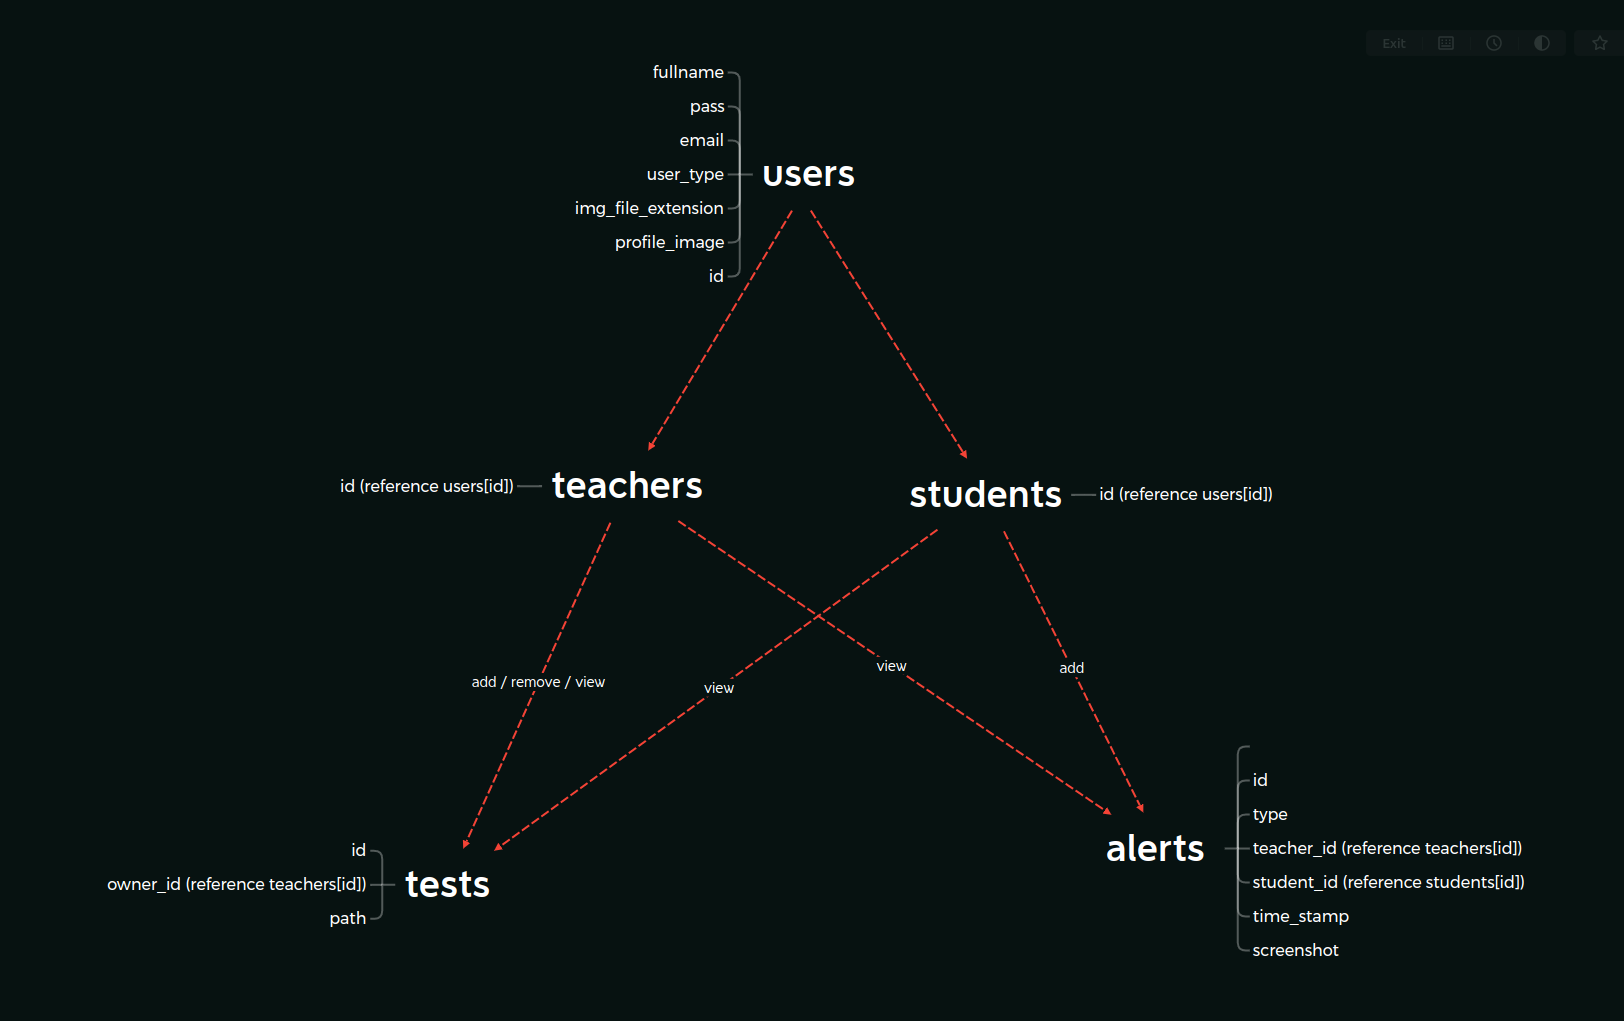 Exit
fullname
pass
email
user_type
users
img_file_extension
profile_image
id
id (reference users[id])
teachers
students
id (reference users[id])
view
add
add / remove / view
view
id
type
alerts
teacher_id (reference teachers[id])
student_id (reference students[id])
time_stamp
screenshot
id
owner_id (reference teachers[id])
tests
path